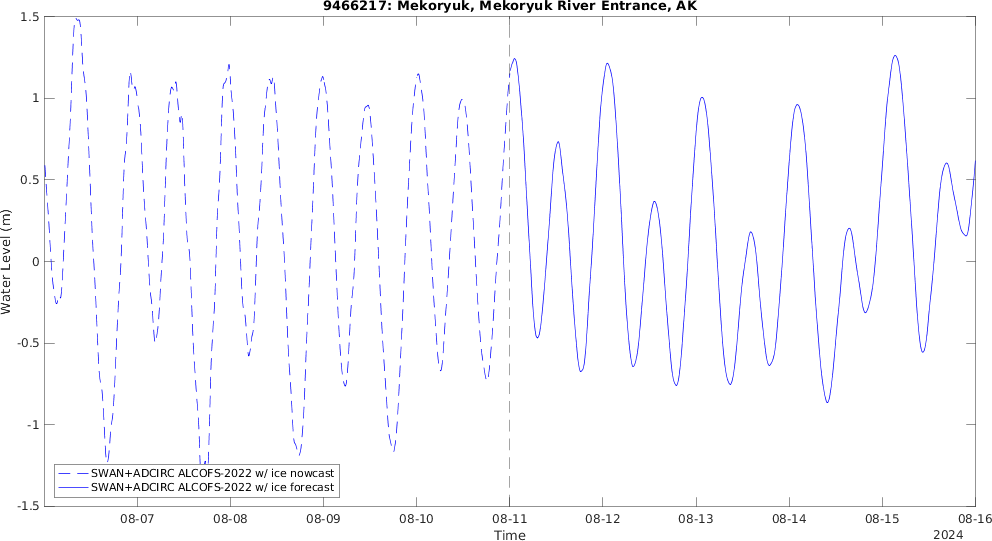 9466217: Mekoryuk, Mekoryuk River Entrance, AK
1.5
1
0.5
0
-0.5
-1
-1.5
Water Level (m)
SWAN+ADCIRC ALCOFS-2022 w/ ice nowcast
SWAN+ADCIRC ALCOFS-2022 w/ ice forecast
08-07 08-08 08-09 08-10 08-11 08-12 08-13 08-14 08-15 08-16
Time
2024